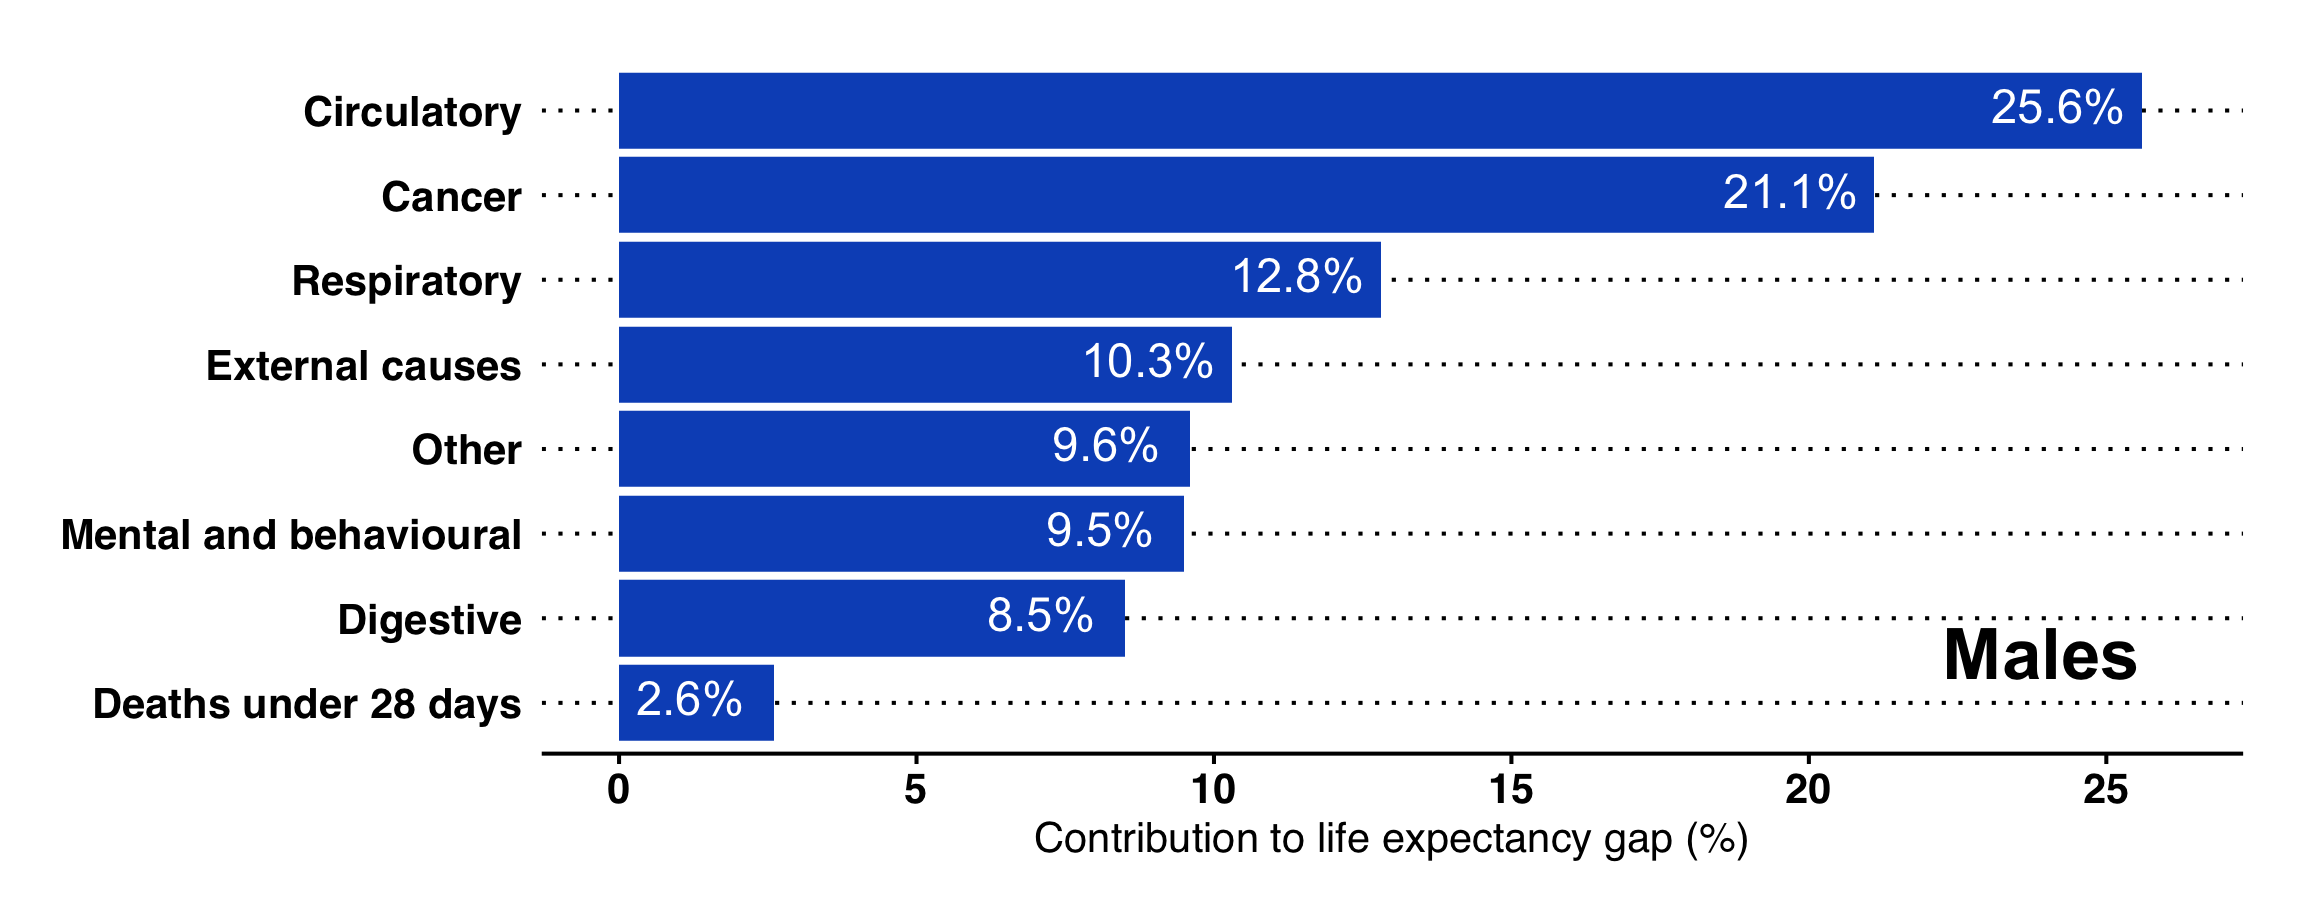 Circulatory 25.6%
Cancer 21.1%
Respiratory 12.8%
External causes 10.3%
Other 9.6%
Mental and behavioural 9.5%
Digestive 8.5%
Males
Deaths under 28 days 2.6%
0 5 10 15 20 25
Contribution to life expectancy gap (%)